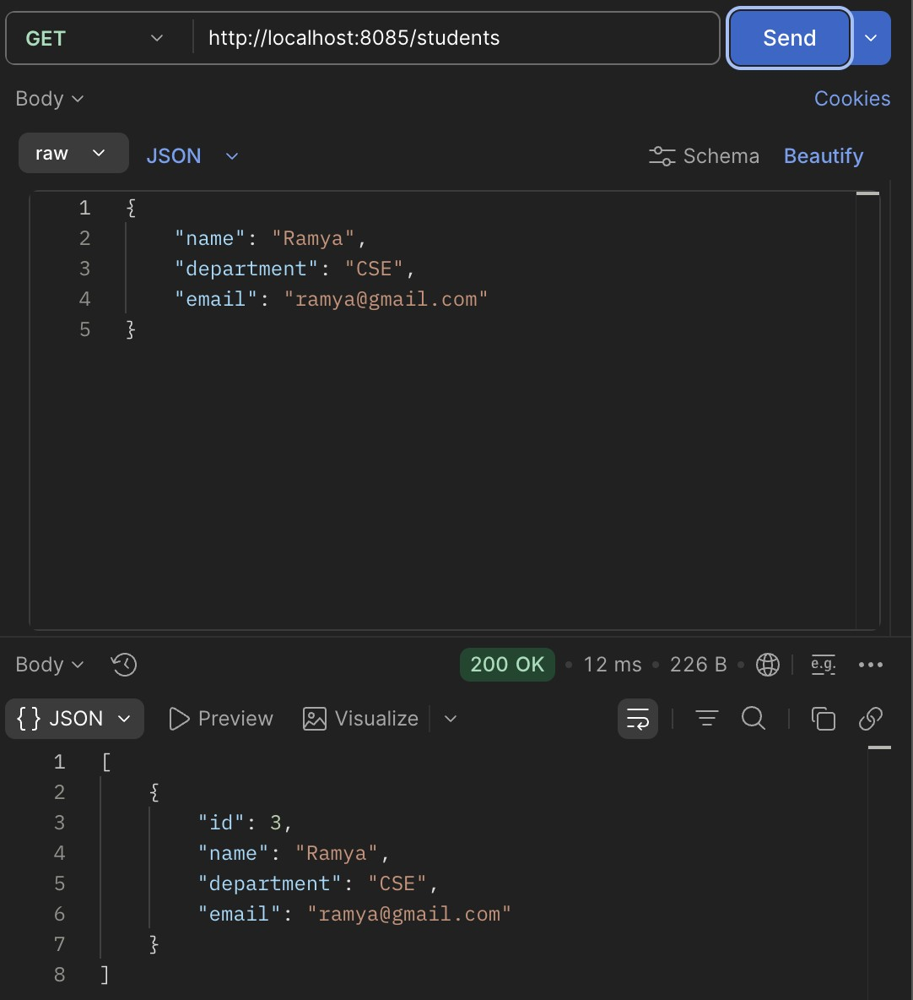 GET http://localhost:8085/students Send
Body Cookies
raw JSON Schema Beautify
1 {
2 "name": "Ramya",
3 "department": "CSE",
4 "email": "ramya@gmail.com"
5 }
Body 200 OK • 12 ms • 226 B • e.g. •••
{} JSON Preview Visualize
1 [
2 {
3 "id": 3,
4 "name": "Ramya",
5 "department": "CSE",
6 "email": "ramya@gmail.com"
7 }
8 ]